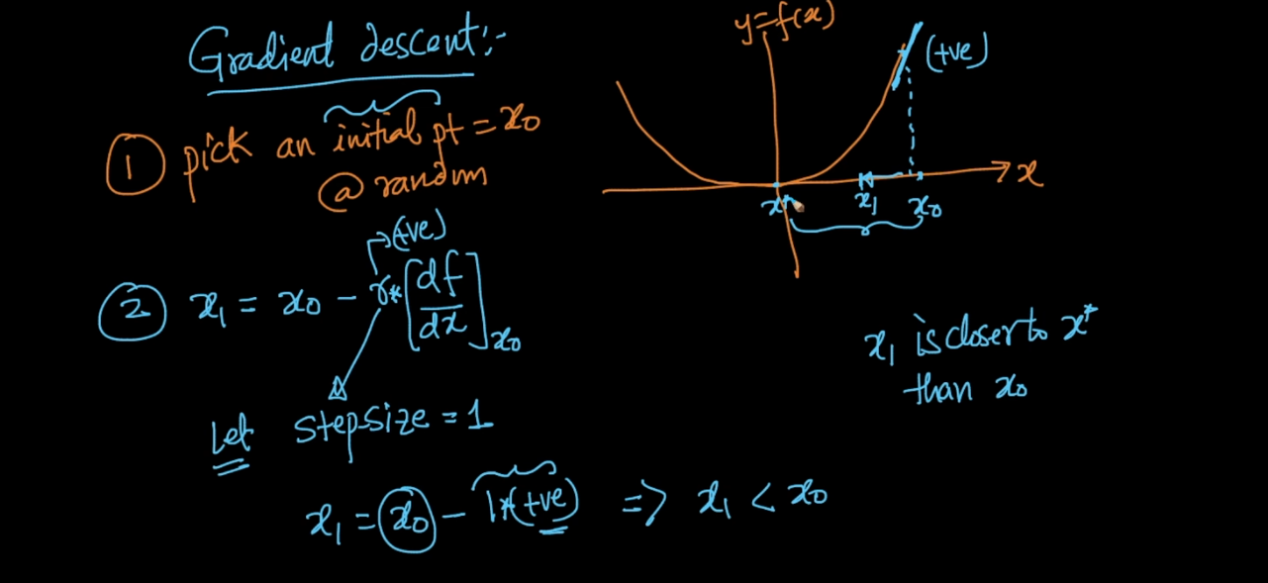 Gradient descent:-
y=f(x)
(+ve)
① pick an initial pt = x₀
@ random
x
x* x₁ x₀
(+ve)
② x₁ = x₀ - r* [df/dx]x₀
x₁ is closer to x*
than x₀
Let stepsize = 1
x₁ = x₀ - 1*(+ve) => x₁ < x₀